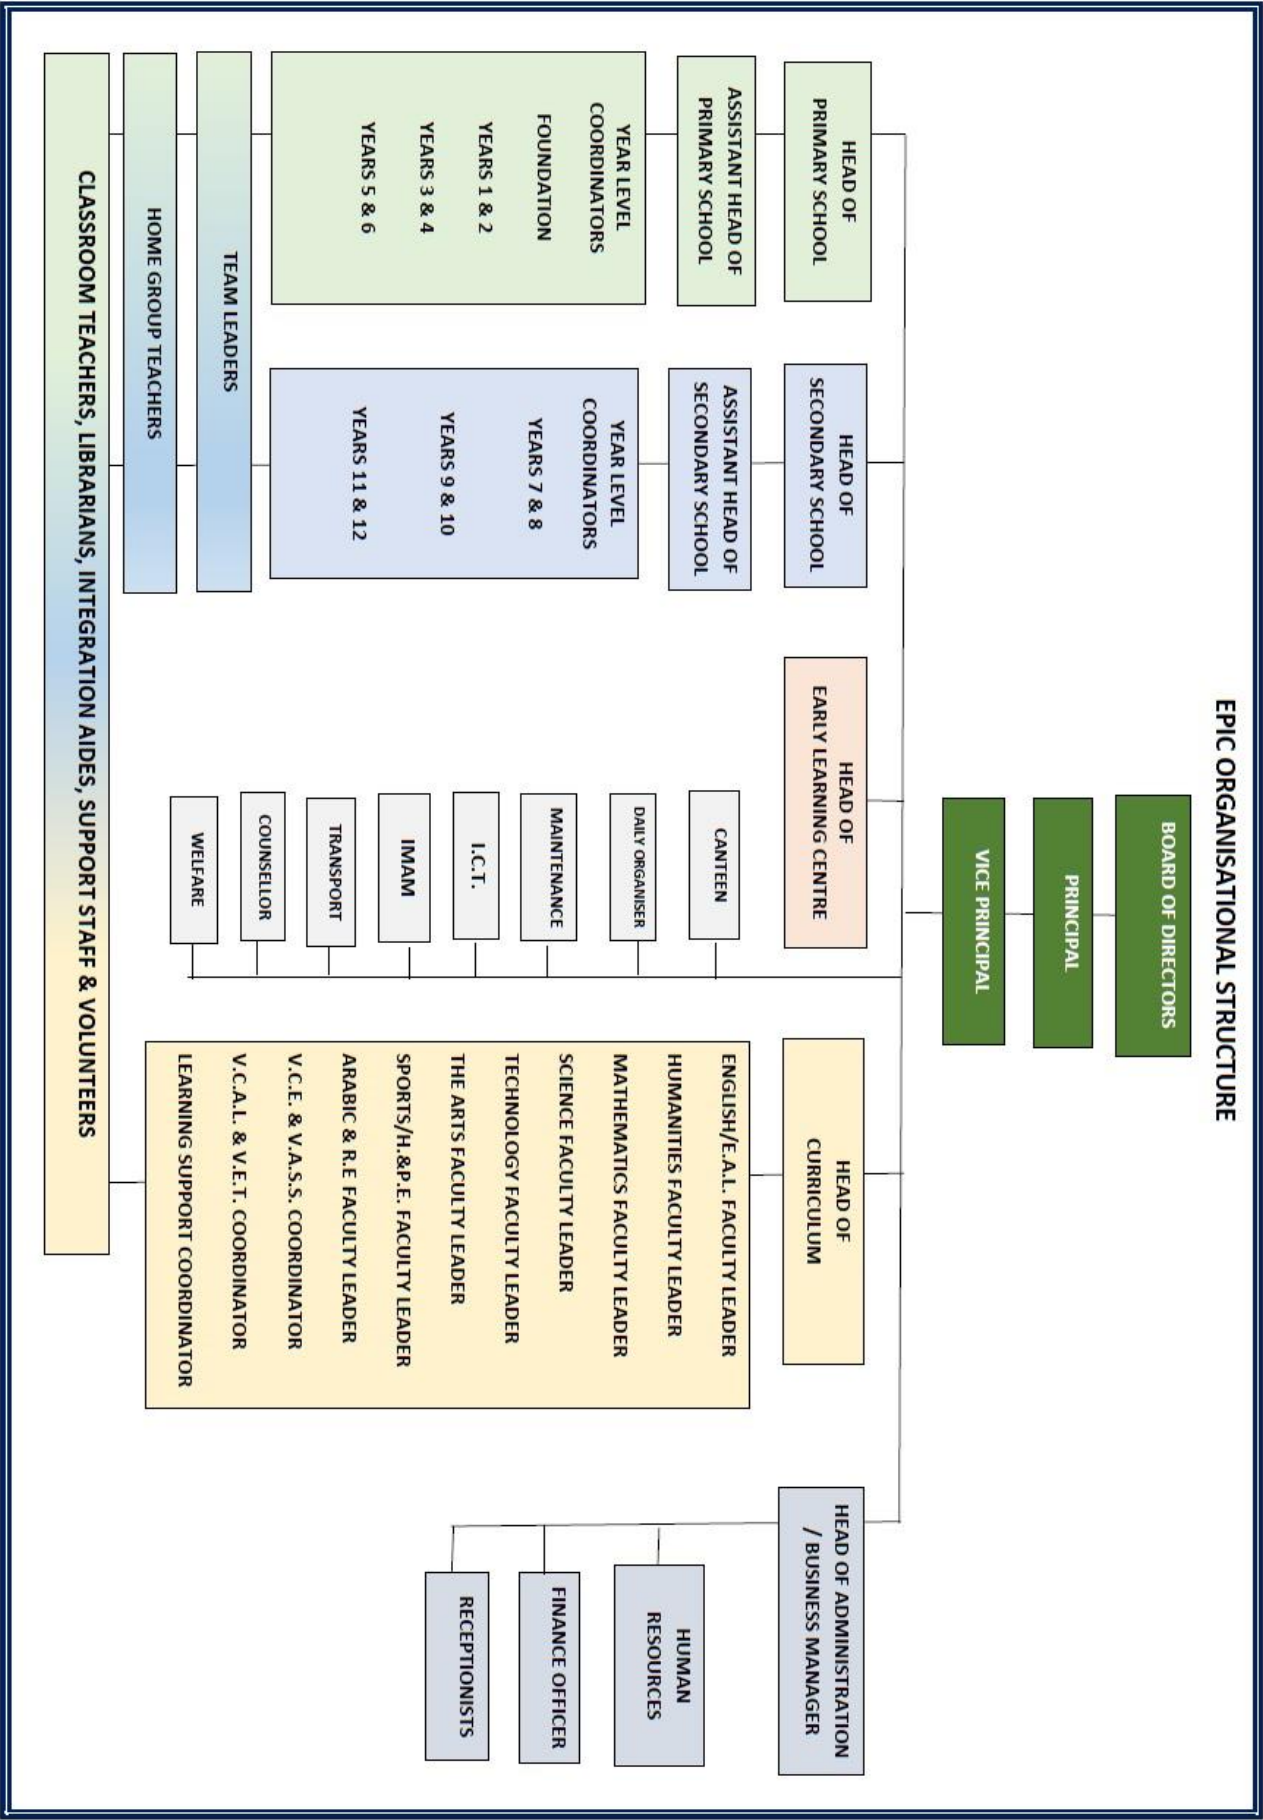 EPIC ORGANISATIONAL STRUCTURE
BOARD OF DIRECTORS
PRINCIPAL
VICE PRINCIPAL
HEAD OF
PRIMARY SCHOOL
HEAD OF
SECONDARY SCHOOL
HEAD OF
EARLY LEARNING CENTRE
HEAD OF
CURRICULUM
HEAD OF ADMINISTRATION
/ BUSINESS MANAGER
ASSISTANT HEAD OF
PRIMARY SCHOOL
YEAR LEVEL
COORDINATORS
FOUNDATION
YEARS 1 & 2
YEARS 3 & 4
YEARS 5 & 6
ASSISTANT HEAD OF
SECONDARY SCHOOL
YEAR LEVEL
COORDINATORS
YEARS 7 & 8
YEARS 9 & 10
YEARS 11 & 12
CANTEEN
DAILY ORGANISER
MAINTENANCE
I.C.T.
IMAM
TRANSPORT
COUNSELLOR
WELFARE
ENGLISH/E.A.L. FACULTY LEADER
HUMANITIES FACULTY LEADER
MATHEMATICS FACULTY LEADER
SCIENCE FACULTY LEADER
TECHNOLOGY FACULTY LEADER
THE ARTS FACULTY LEADER
SPORTS/H.&P.E. FACULTY LEADER
ARABIC & R.E FACULTY LEADER
V.C.E. & V.A.S.S. COORDINATOR
V.C.A.L. & V.E.T. COORDINATOR
LEARNING SUPPORT COORDINATOR
HUMAN
RESOURCES
FINANCE OFFICER
RECEPTIONISTS
TEAM LEADERS
HOME GROUP TEACHERS
CLASSROOM TEACHERS, LIBRARIANS, INTEGRATION AIDES, SUPPORT STAFF & VOLUNTEERS